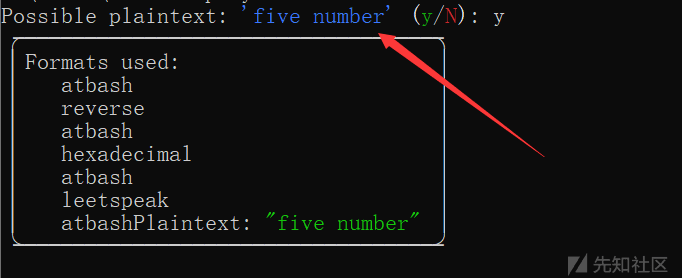 Possible plaintext: 'five number' (y/N): y
Formats used:
atbash
reverse
atbash
hexadecimal
atbash
leetspeak
atbashPlaintext: "five number"
先知社区